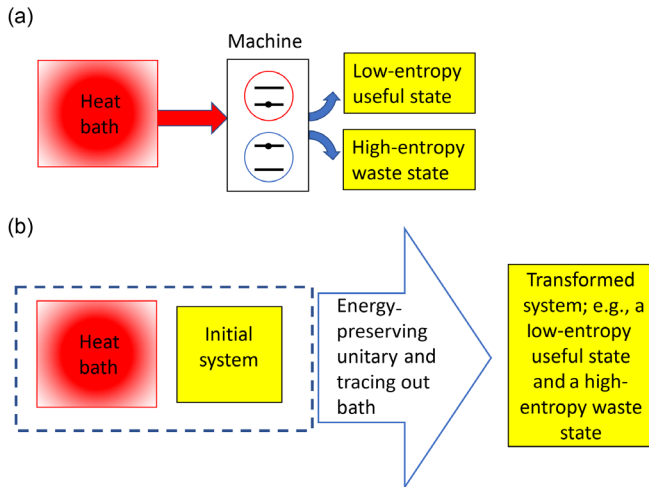 (a)
Machine
Heat
bath
Low-entropy
useful state
High-entropy
waste state
(b)
Heat
bath
Initial
system
Energy-
preserving
unitary and
tracing out
bath
Transformed
system; e.g., a
low-entropy
useful state
and a high-
entropy waste
state